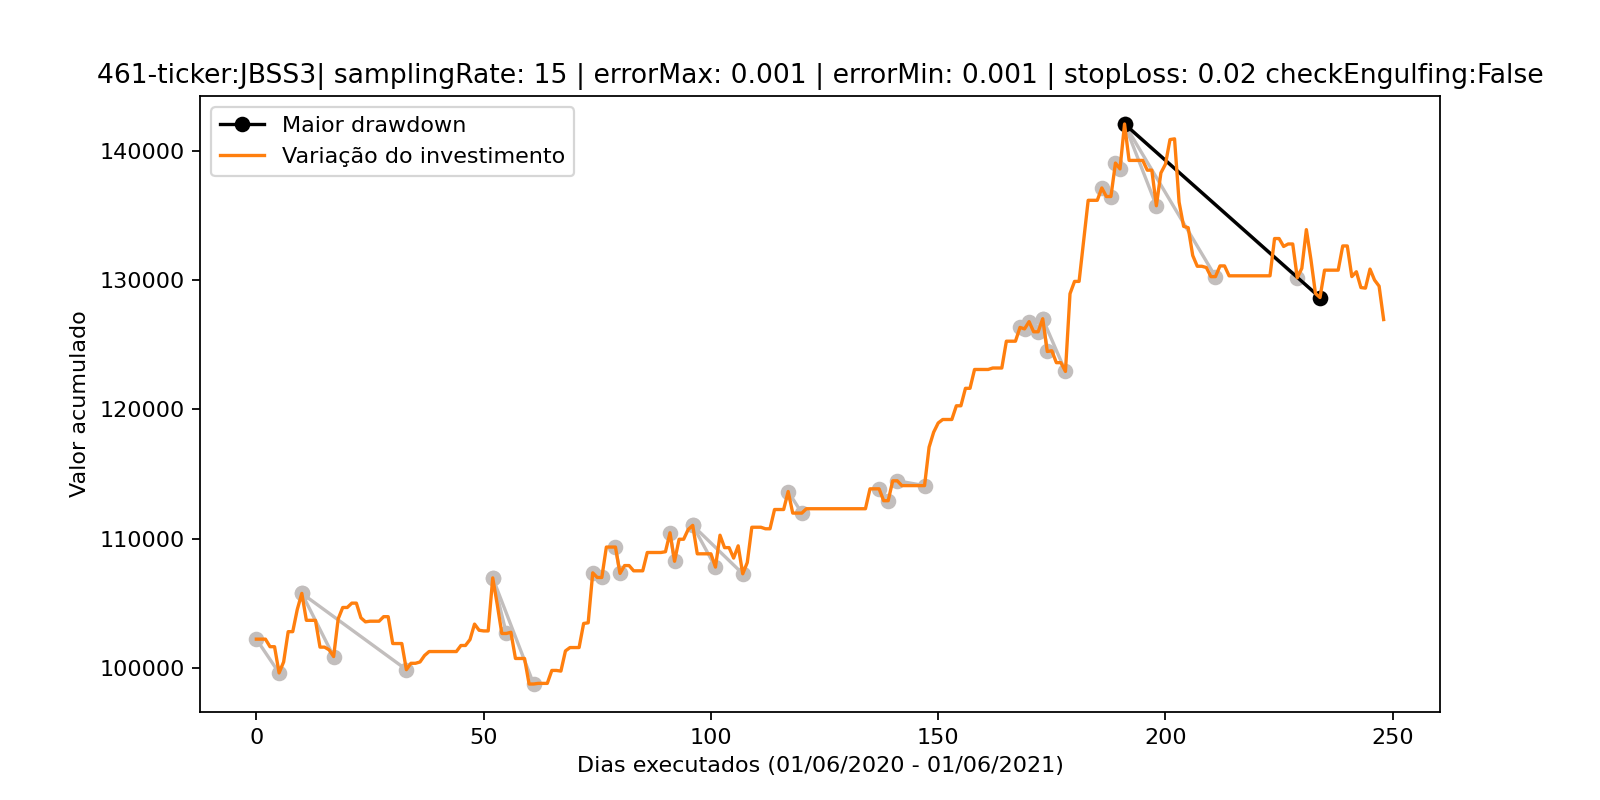 461-ticker:JBSS3| samplingRate: 15 | errorMax: 0.001 | errorMin: 0.001 | stopLoss: 0.02 checkEngulfing:False
Maior drawdown
Variação do investimento
Valor acumulado
140000
130000
120000
110000
100000
0 50 100 150 200 250
Dias executados (01/06/2020 - 01/06/2021)